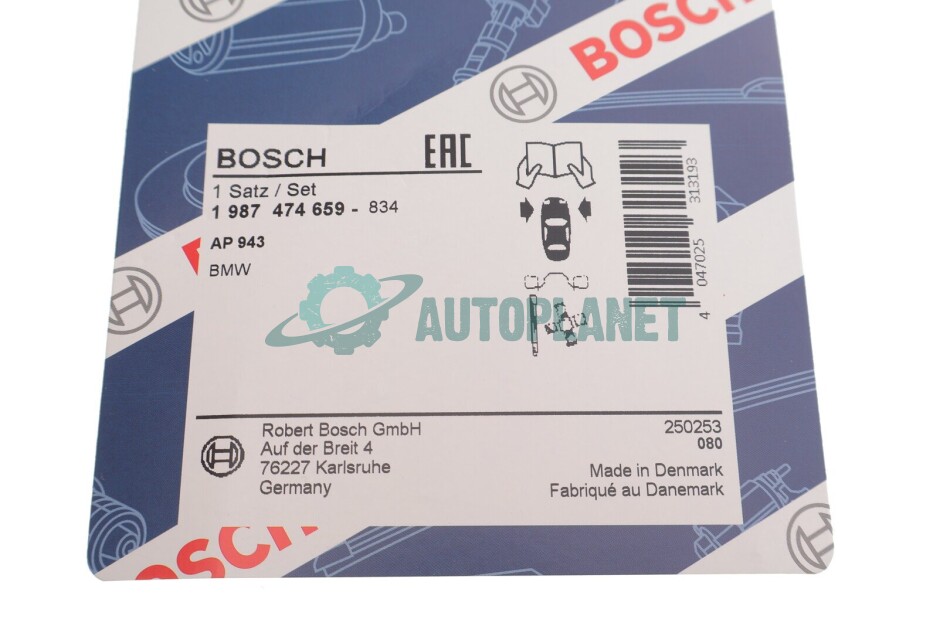 BOSCH
BOSCH
EAC
1 Satz / Set
1 987 474 659 - 834
AP 943
BMW
4 047025 313193
AUTOPLANET
Robert Bosch GmbH
Auf der Breit 4
76227 Karlsruhe
Germany
250253
080
Made in Denmark
Fabriqué au Danemark
BOSCH